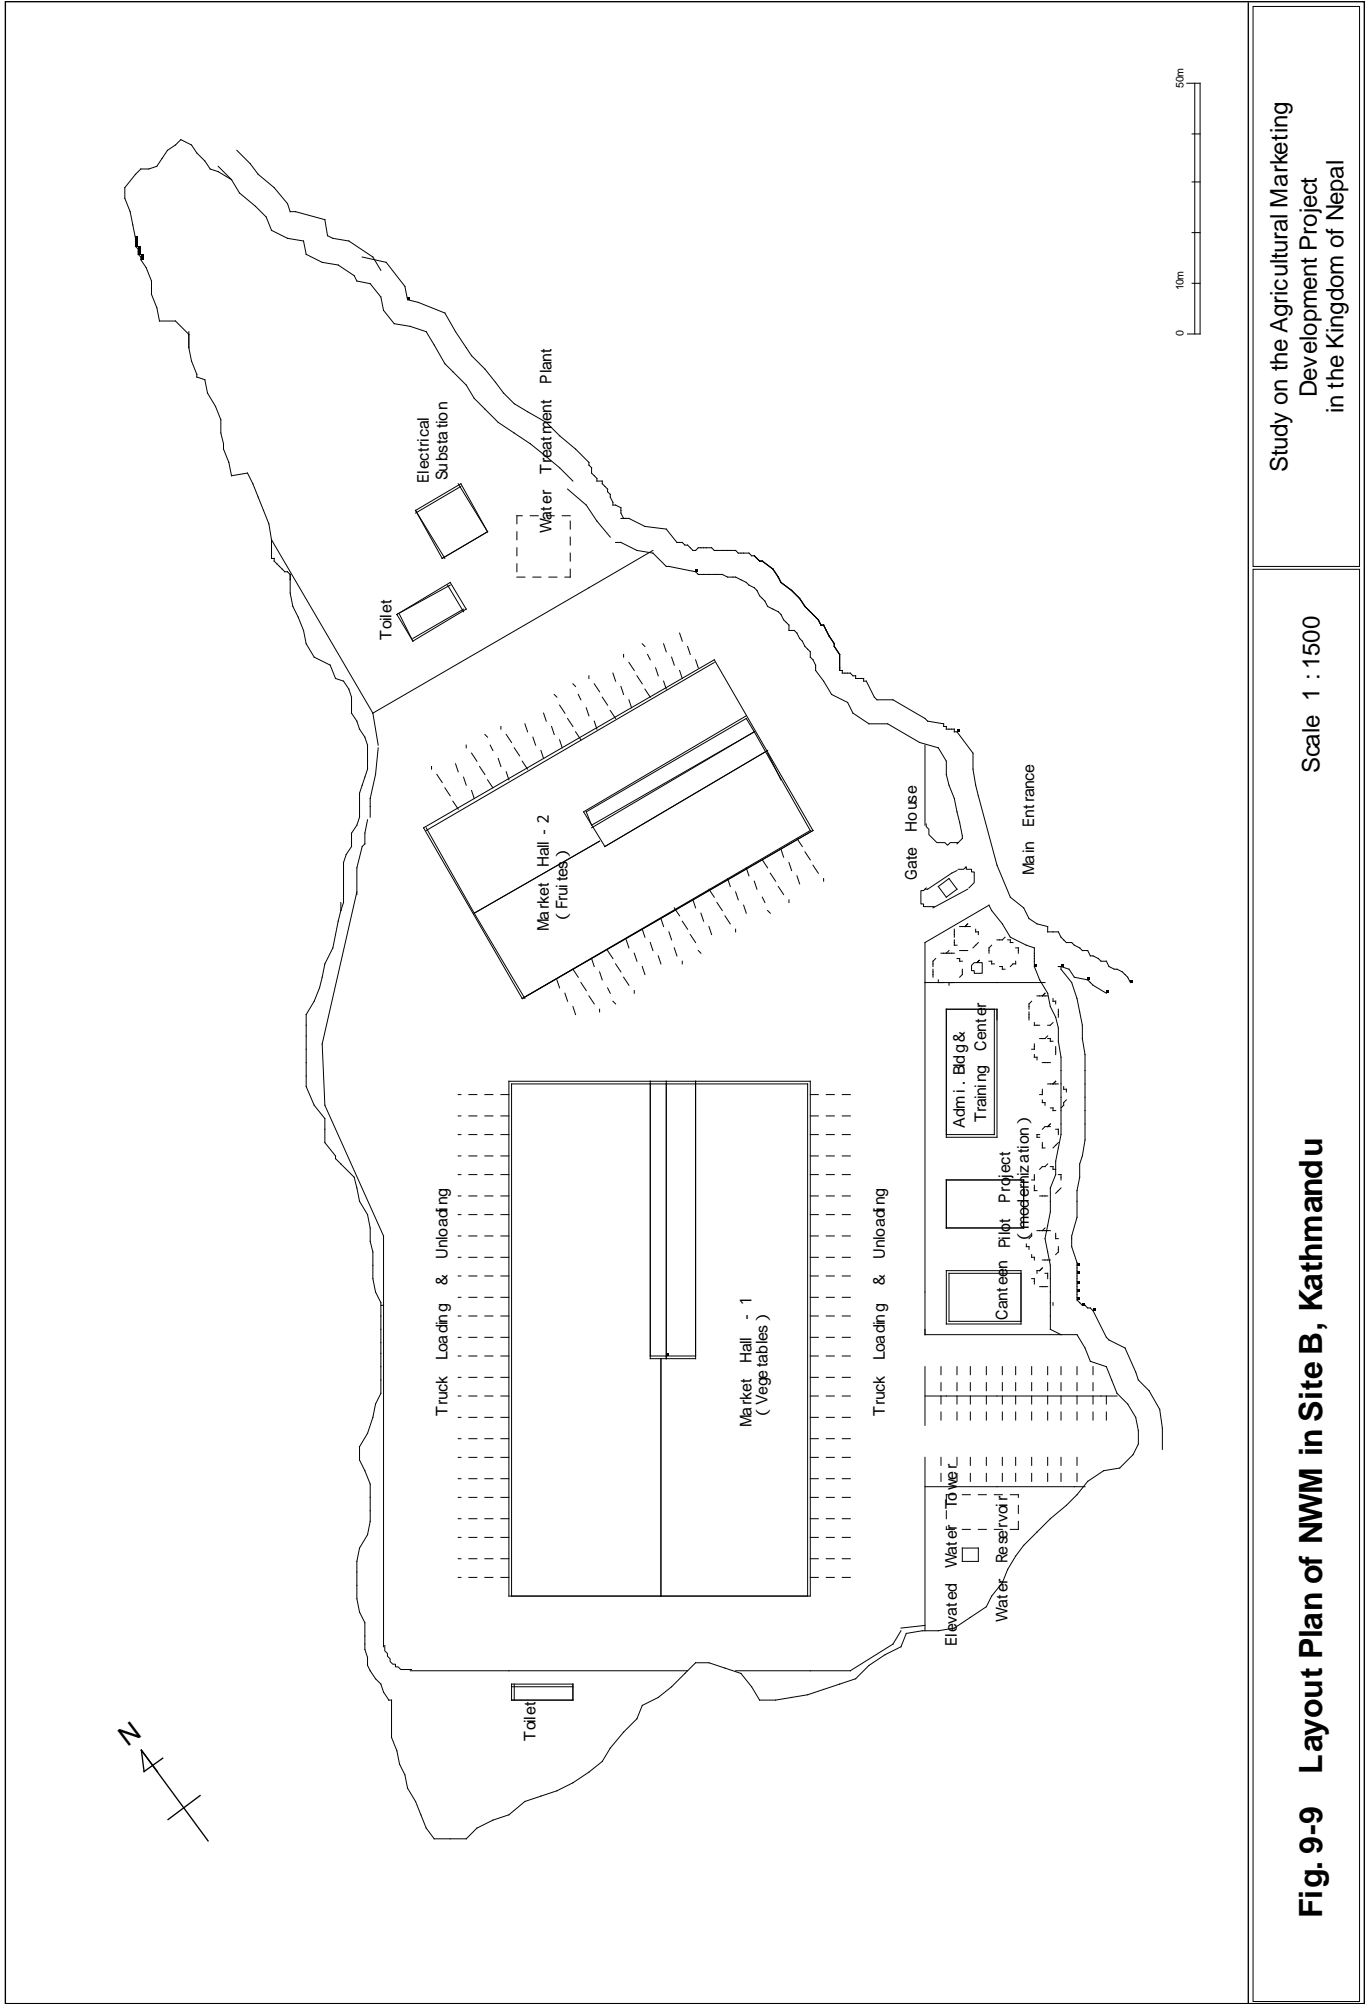 N
Toilet
Electrical
Substation
Water Treatment Plant
Market Hall - 2
( Fruites )
Truck Loading & Unloading
Market Hall - 1
( Vegetables )
Truck Loading & Unloading
Toilet
Gate House
Main Entrance
Admi. Bldg &
Training Center
Pilot Project
( modernization )
Canteen
Elevated Water Tower
Water Reservoir
0 10m 50m
Fig. 9-9 Layout Plan of NWM in Site B, Kathmandu
Scale 1 : 1500
Study on the Agricultural Marketing
Development Project
in the Kingdom of Nepal